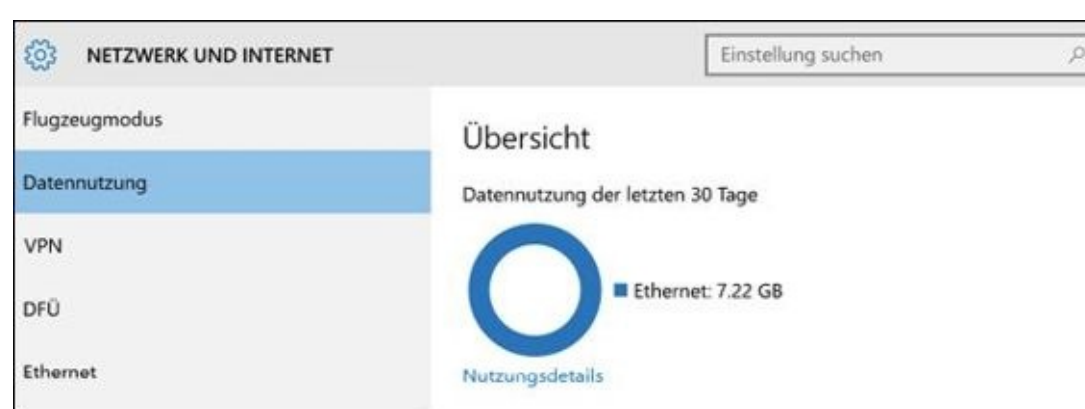 NETZWERK UND INTERNET
Einstellung suchen
Flugzeugmodus
Datennutzung
VPN
DFÜ
Ethernet
Übersicht
Datennutzung der letzten 30 Tage
Ethernet: 7.22 GB
Nutzungsdetails